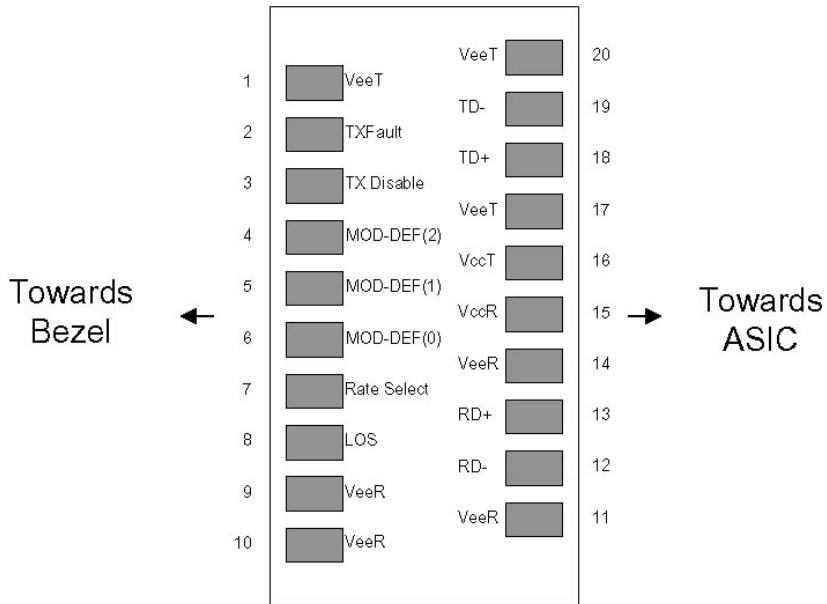 VeeT 20
1 VeeT
TD- 19
2 TXFault
TD+ 18
3 TX Disable
VeeT 17
4 MOD-DEF(2)
VccT 16
5 MOD-DEF(1)
Towards
Bezel
VccR 15
Towards
ASIC
6 MOD-DEF(0)
VeeR 14
7 Rate Select
RD+ 13
8 LOS
RD- 12
9 VeeR
VeeR 11
10 VeeR